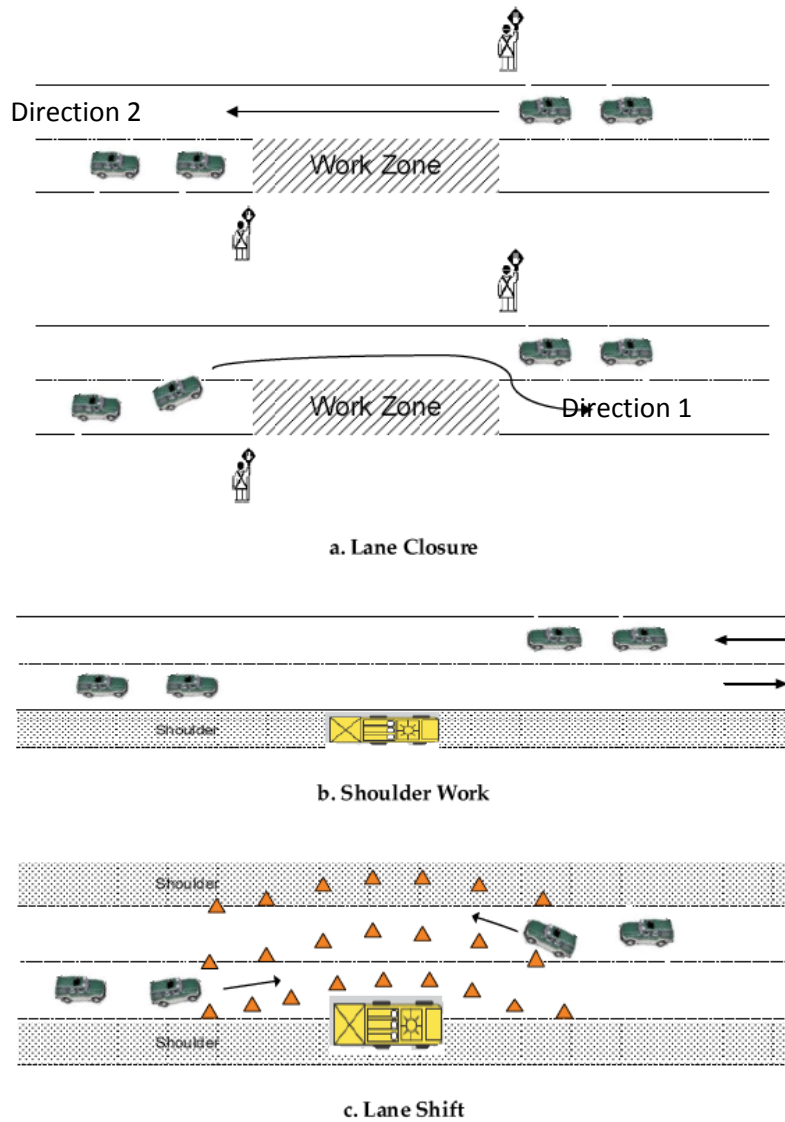 Direction 2
Work Zone
Work Zone
Direction 1
a. Lane Closure
Shoulder
b. Shoulder Work
Shoulder
Shoulder
c. Lane Shift